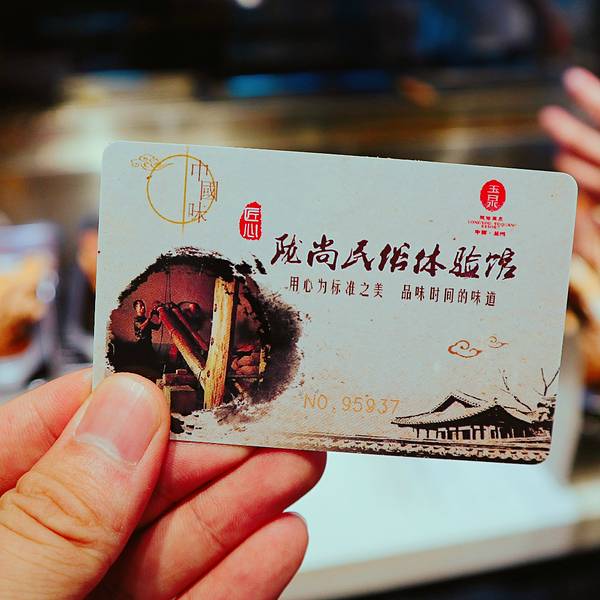 中國味
匠心
玉泉
陇尚民俗体验馆
用心为标准之美 品味时间的味道
NO.95937